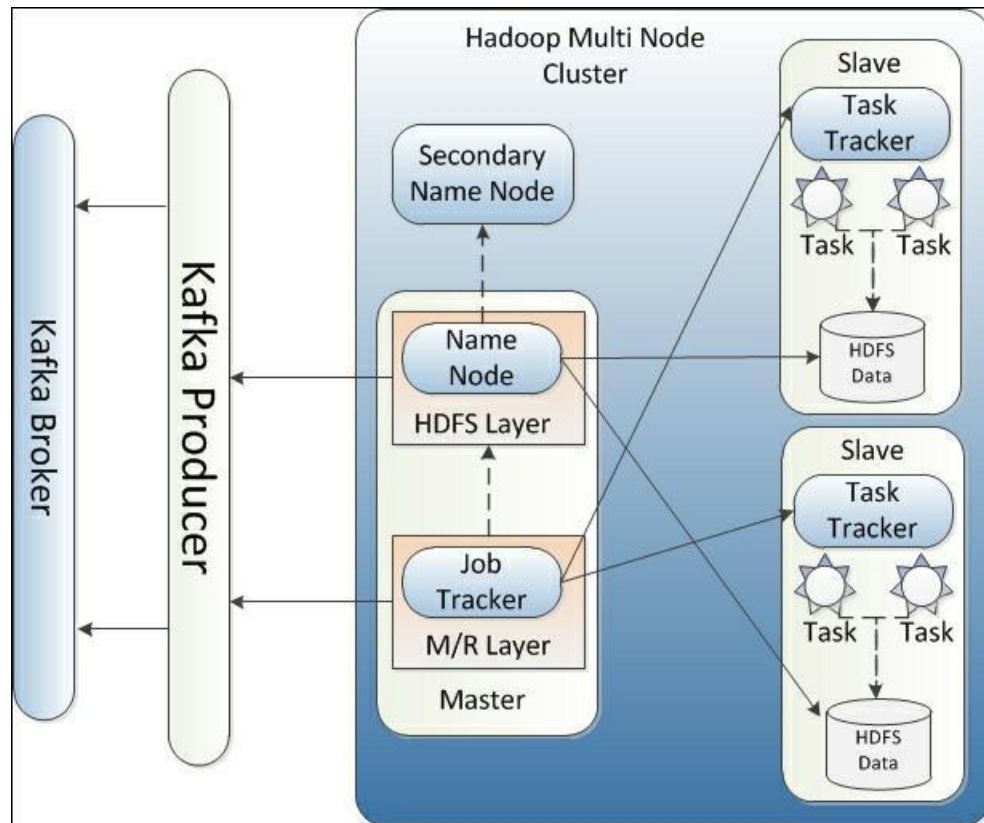 Kafka Broker
Kafka Producer
Hadoop Multi Node
Cluster
Secondary
Name Node
Name
Node
HDFS Layer
Job
Tracker
M/R Layer
Master
Slave
Task
Tracker
Task
Task
HDFS
Data
Slave
Task
Tracker
Task
Task
HDFS
Data